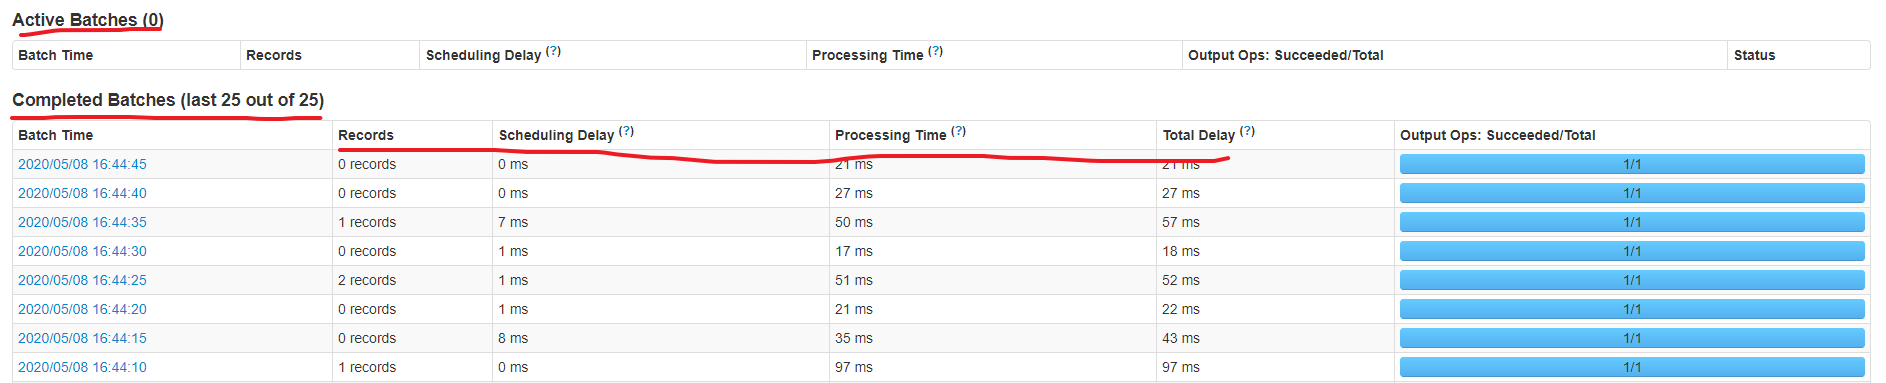 Active Batches (0)
Batch Time Records Scheduling Delay (?) Processing Time (?) Output Ops: Succeeded/Total Status
Completed Batches (last 25 out of 25)
Batch Time Records Scheduling Delay (?) Processing Time (?) Total Delay (?) Output Ops: Succeeded/Total
2020/05/08 16:44:45 0 records 0 ms 21 ms 21 ms 1/1
2020/05/08 16:44:40 0 records 0 ms 27 ms 27 ms 1/1
2020/05/08 16:44:35 1 records 7 ms 50 ms 57 ms 1/1
2020/05/08 16:44:30 0 records 1 ms 17 ms 18 ms 1/1
2020/05/08 16:44:25 2 records 1 ms 51 ms 52 ms 1/1
2020/05/08 16:44:20 0 records 1 ms 21 ms 22 ms 1/1
2020/05/08 16:44:15 0 records 8 ms 35 ms 43 ms 1/1
2020/05/08 16:44:10 1 records 0 ms 97 ms 97 ms 1/1